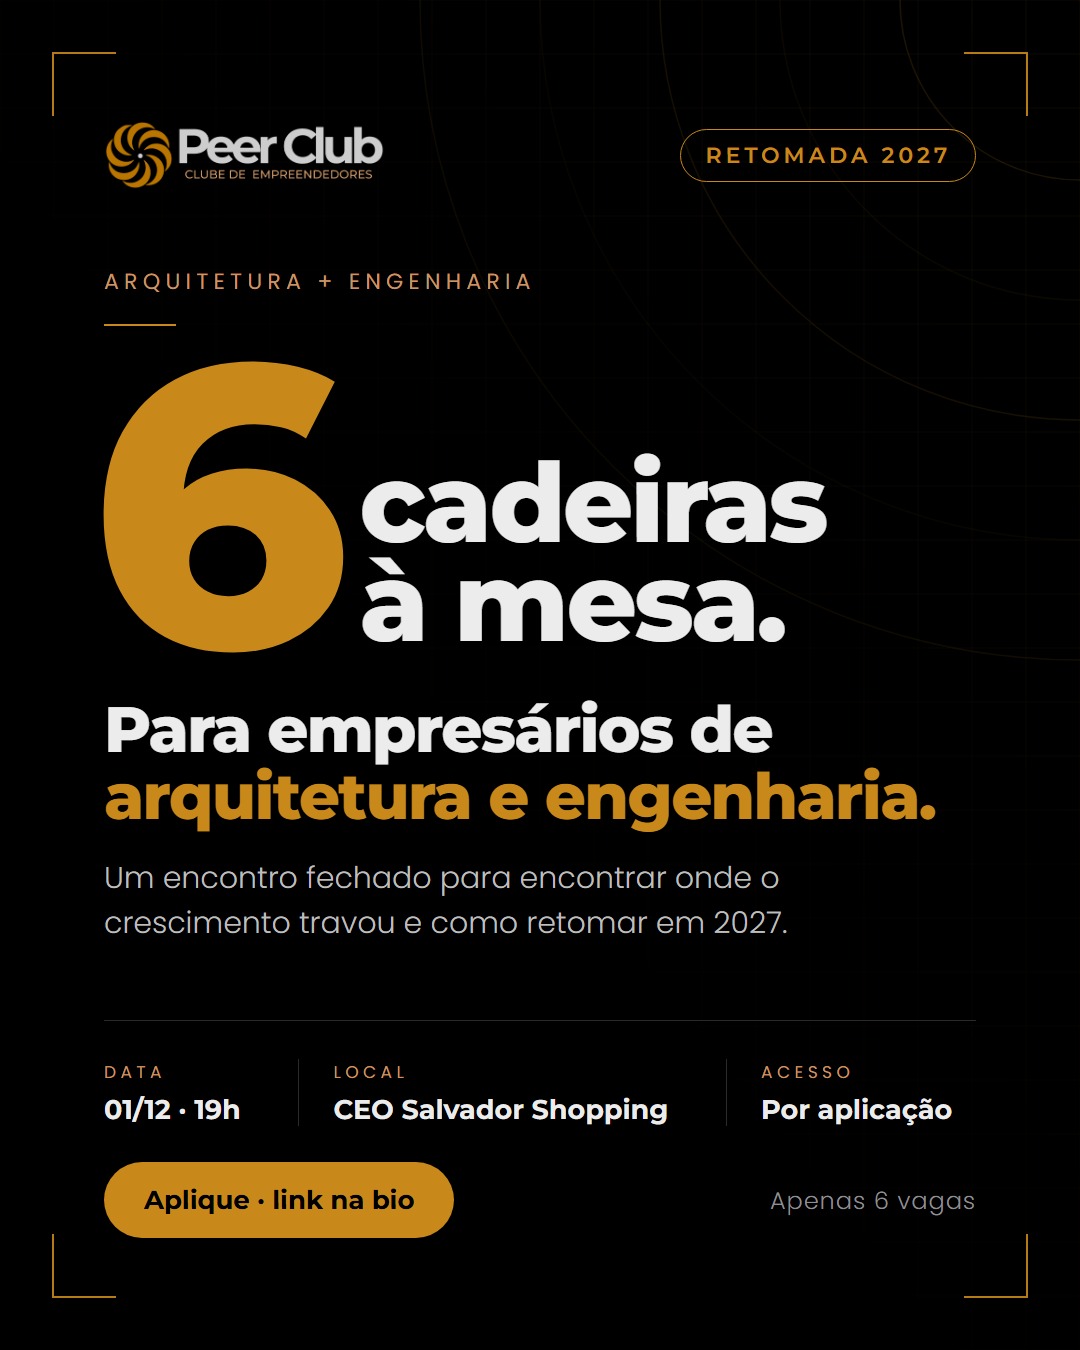 Peer Club
CLUBE DE EMPREENDEDORES
RETOMADA 2027
ARQUITETURA + ENGENHARIA
6 cadeiras
à mesa.
Para empresários de
arquitetura e engenharia.
Um encontro fechado para encontrar onde o
crescimento travou e como retomar em 2027.
DATA
01/12 · 19h
LOCAL
CEO Salvador Shopping
ACESSO
Por aplicação
Aplique · link na bio
Apenas 6 vagas